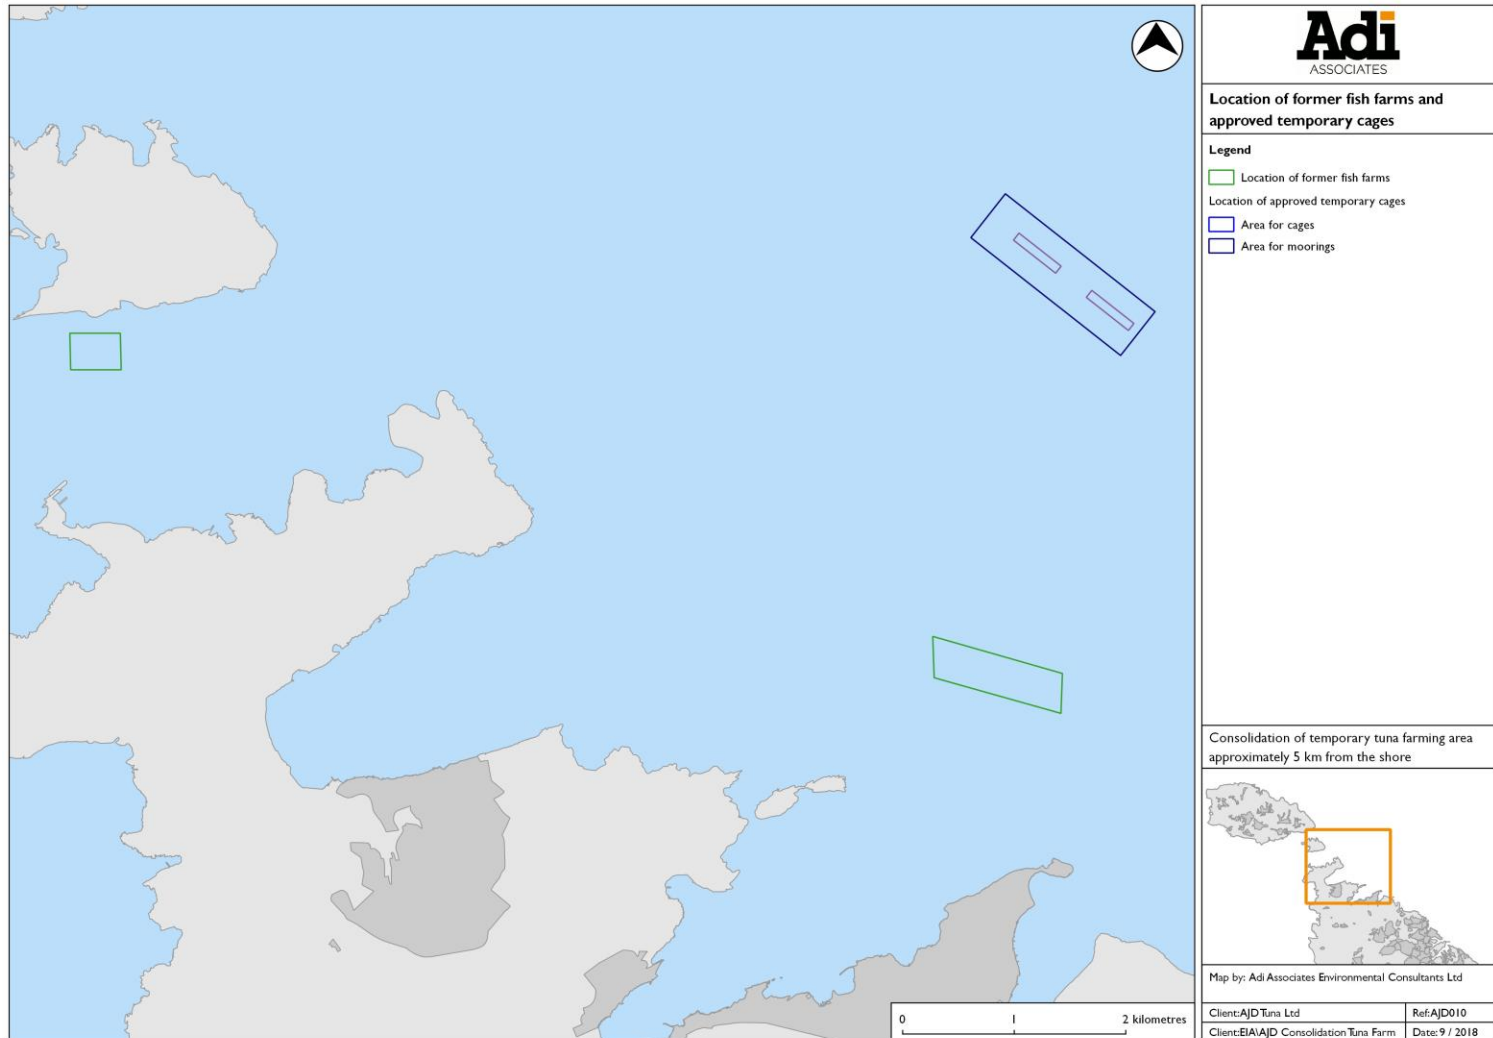 Adi
ASSOCIATES
Location of former fish farms and
approved temporary cages
Legend
Location of former fish farms
Location of approved temporary cages
Area for cages
Area for moorings
Consolidation of temporary tuna farming area
approximately 5 km from the shore
Map by: Adi Associates Environmental Consultants Ltd
Client:AJD Tuna Ltd
Ref:AJD010
Client:EIA\AJD Consolidation Tuna Farm
Date: 9 / 2018
0
1
2 kilometres